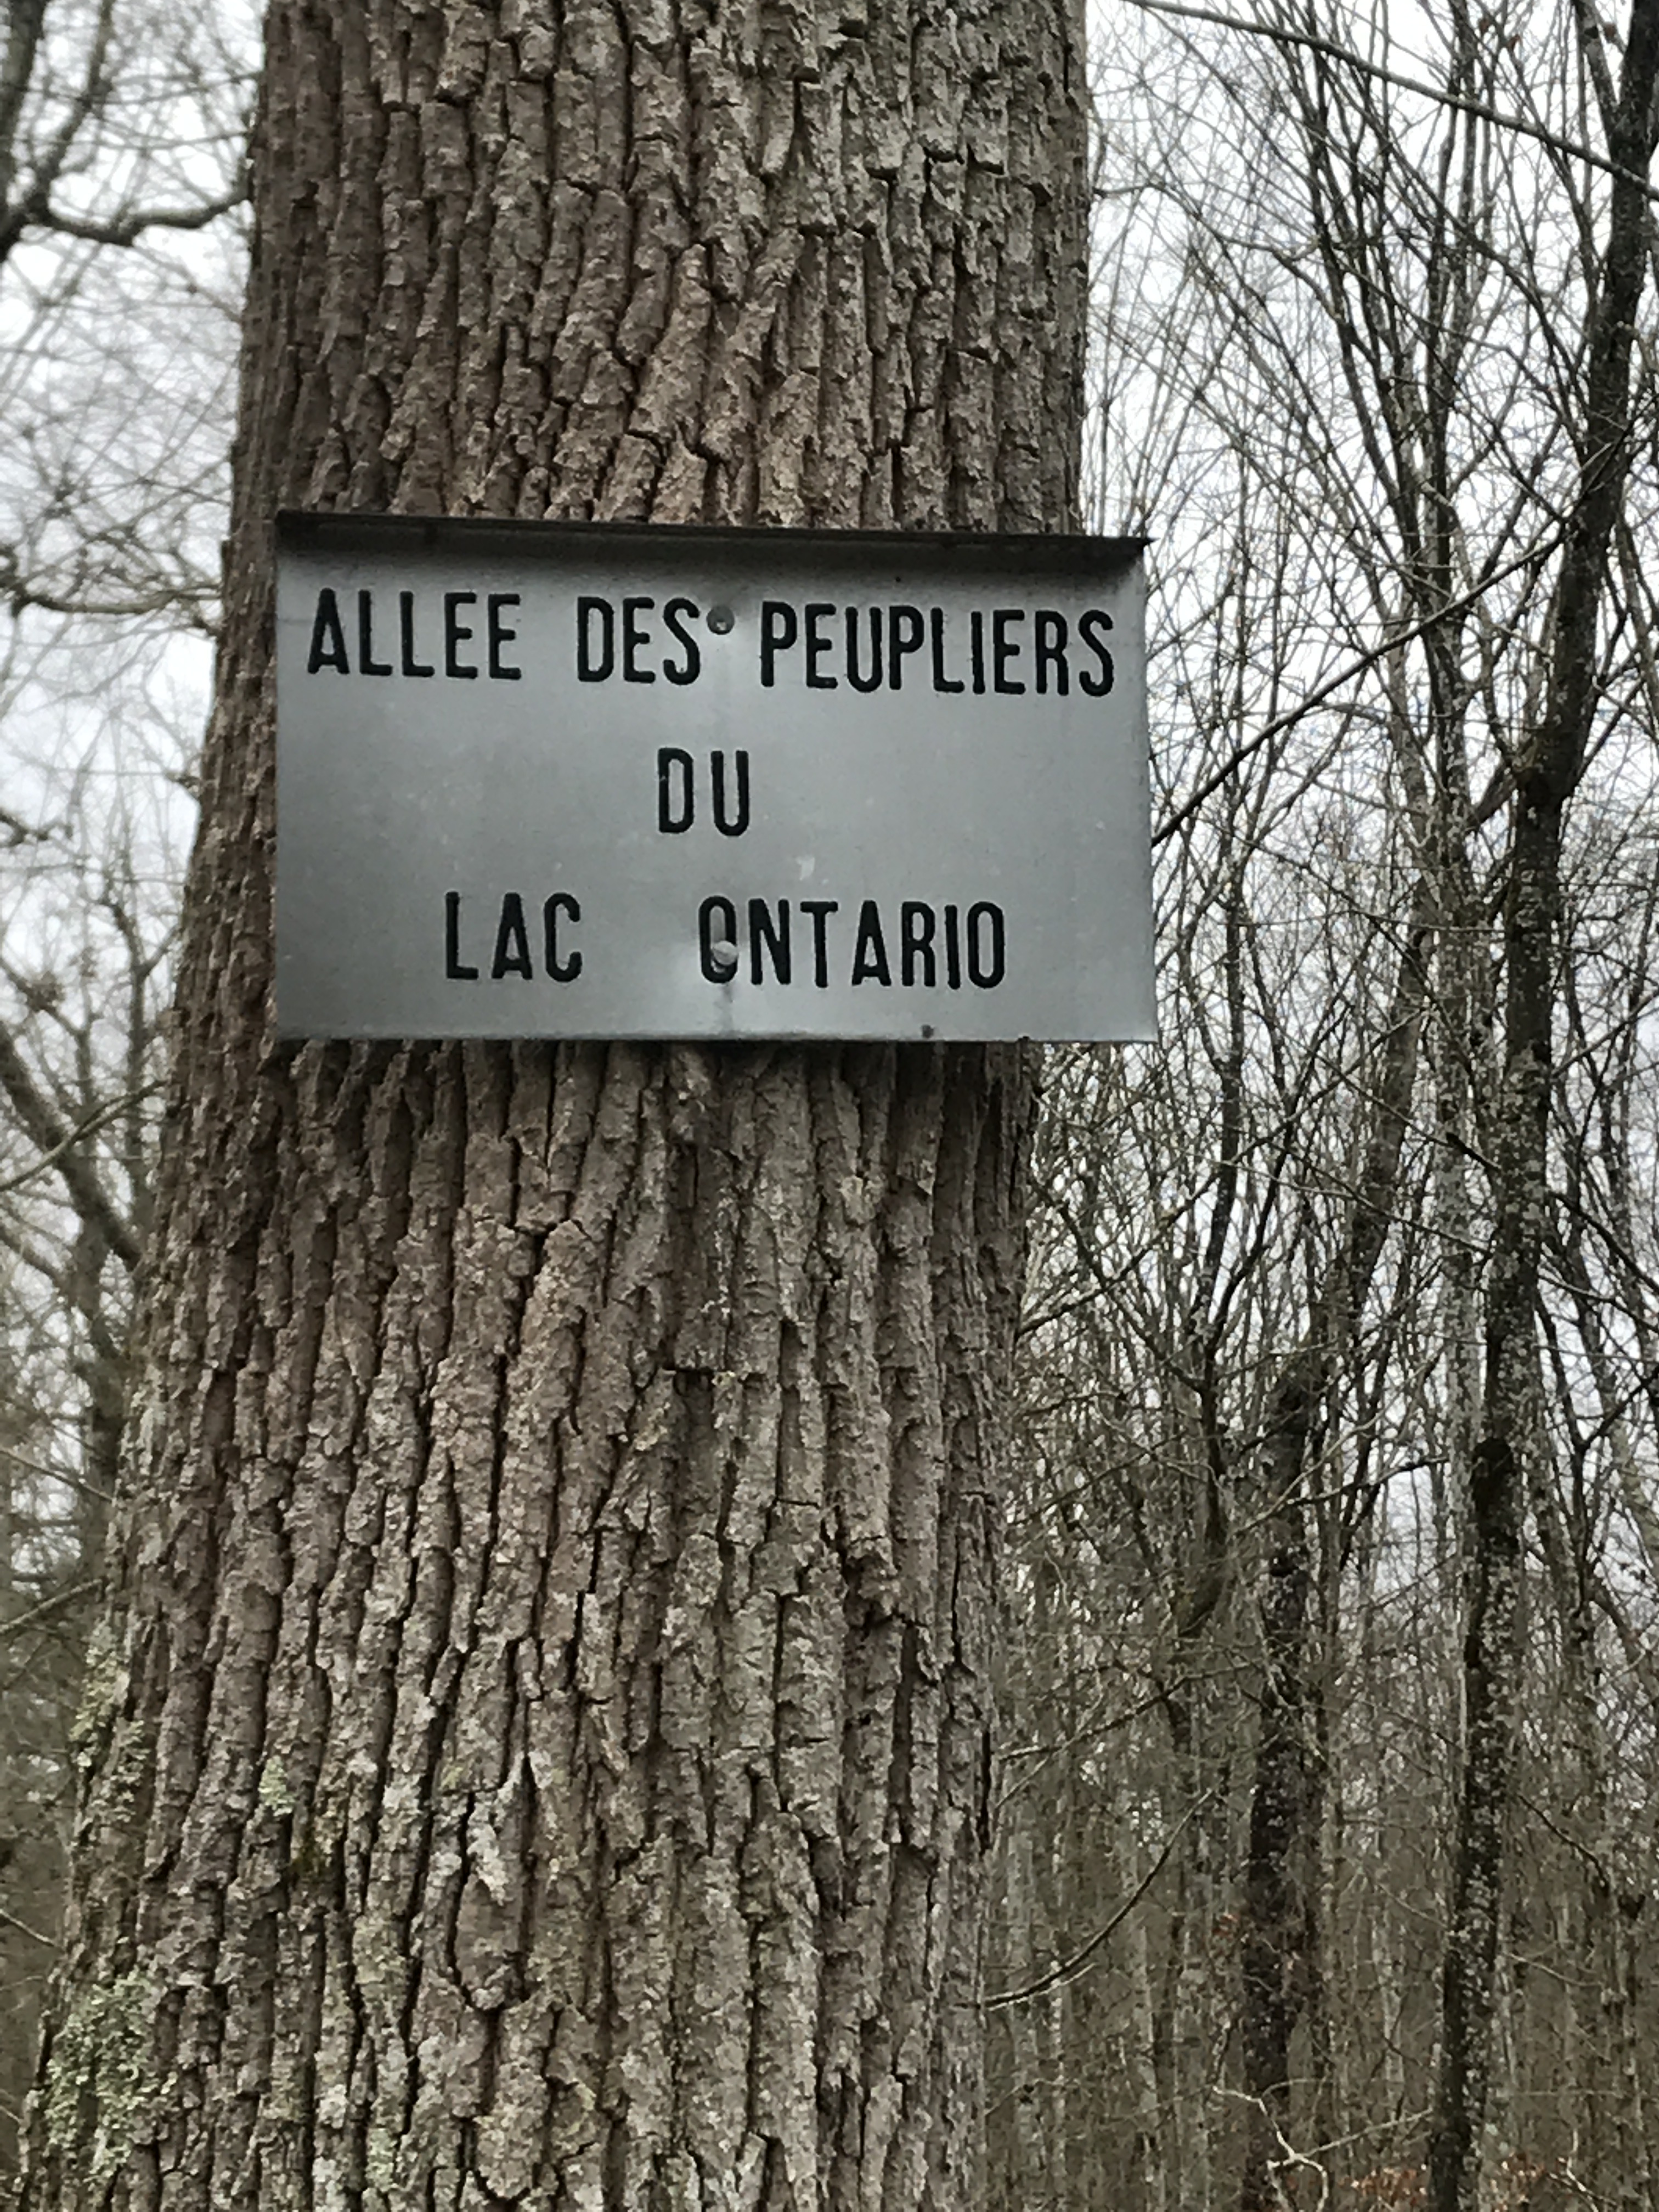 ALLEE DES PEUPLIERS
DU
LAC ONTARIO